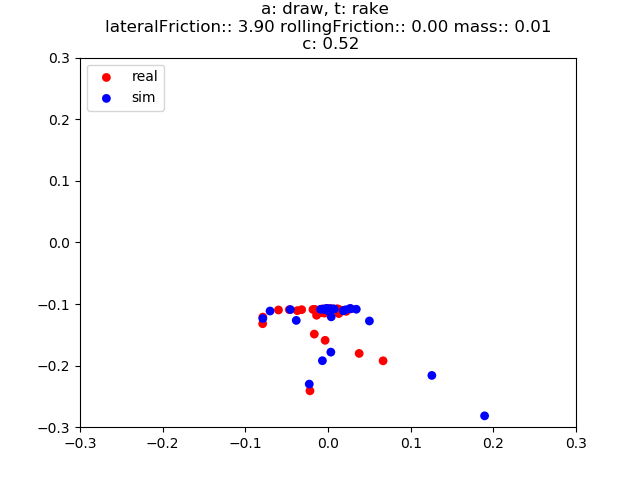 a: draw, t: rake
lateralFriction:: 3.90 rollingFriction:: 0.00 mass:: 0.01
c: 0.52
real
sim
0.3
0.2
0.1
0.0
−0.1
−0.2
−0.3
−0.3 −0.2 −0.1 0.0 0.1 0.2 0.3